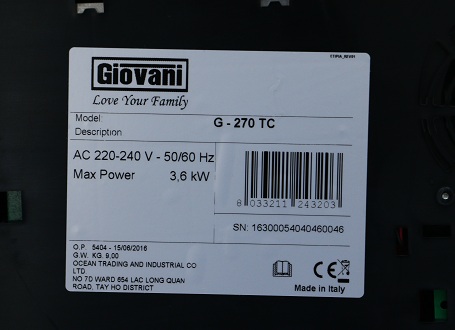 E189A_REV01
Giovani
Love Your Family
Model: G - 270 TC
Description
AC 220-240 V - 50/60 Hz
Max Power 3,6 kW
8 033211 243203
SN: 16300054040460046
O.P. 5404 - 15/06/2016
G.W. KG. 9,00
OCEAN TRADING AND INDUSTRIAL CO
LTD.
NO 7D WARD 654 LAC LONG QUAN
ROAD, TAY HO DISTRICT
CE
Made in Italy